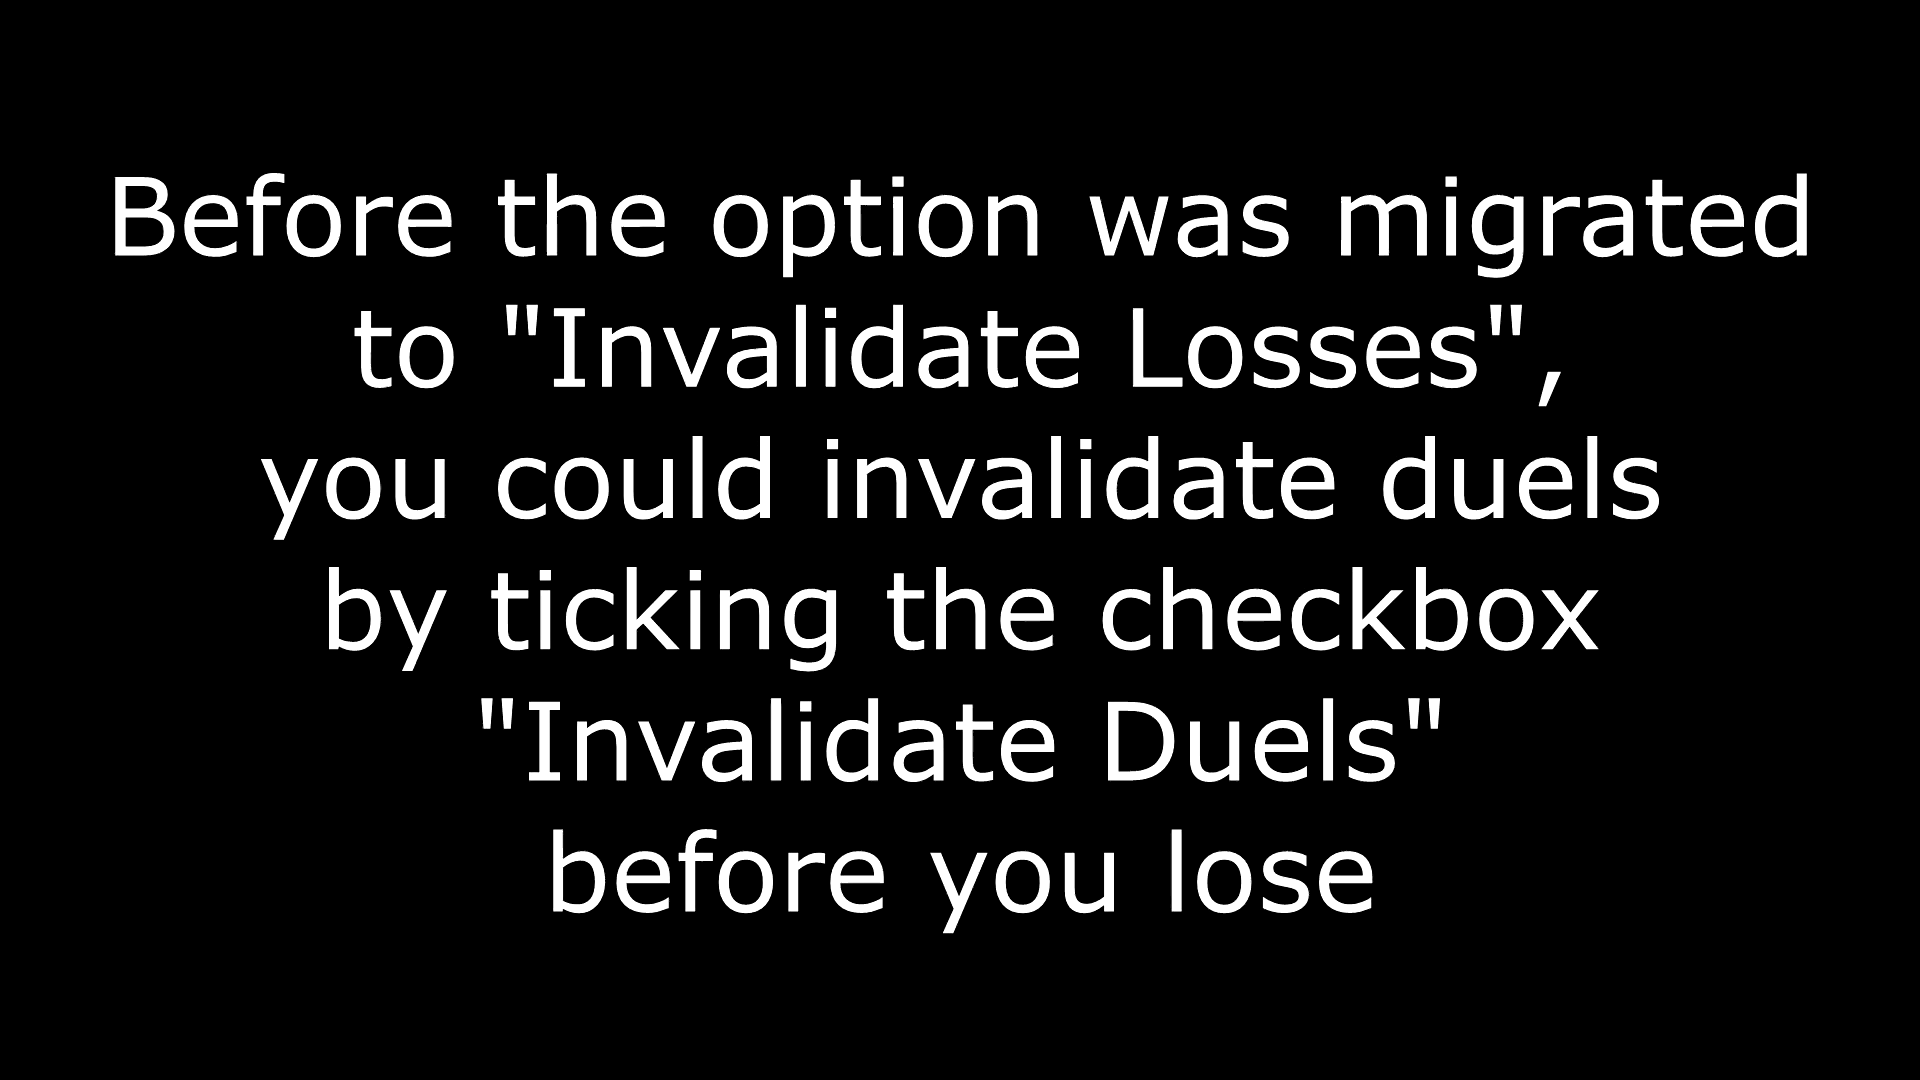 Before the option was migrated
to "Invalidate Losses",
you could invalidate duels
by ticking the checkbox
"Invalidate Duels"
before you lose